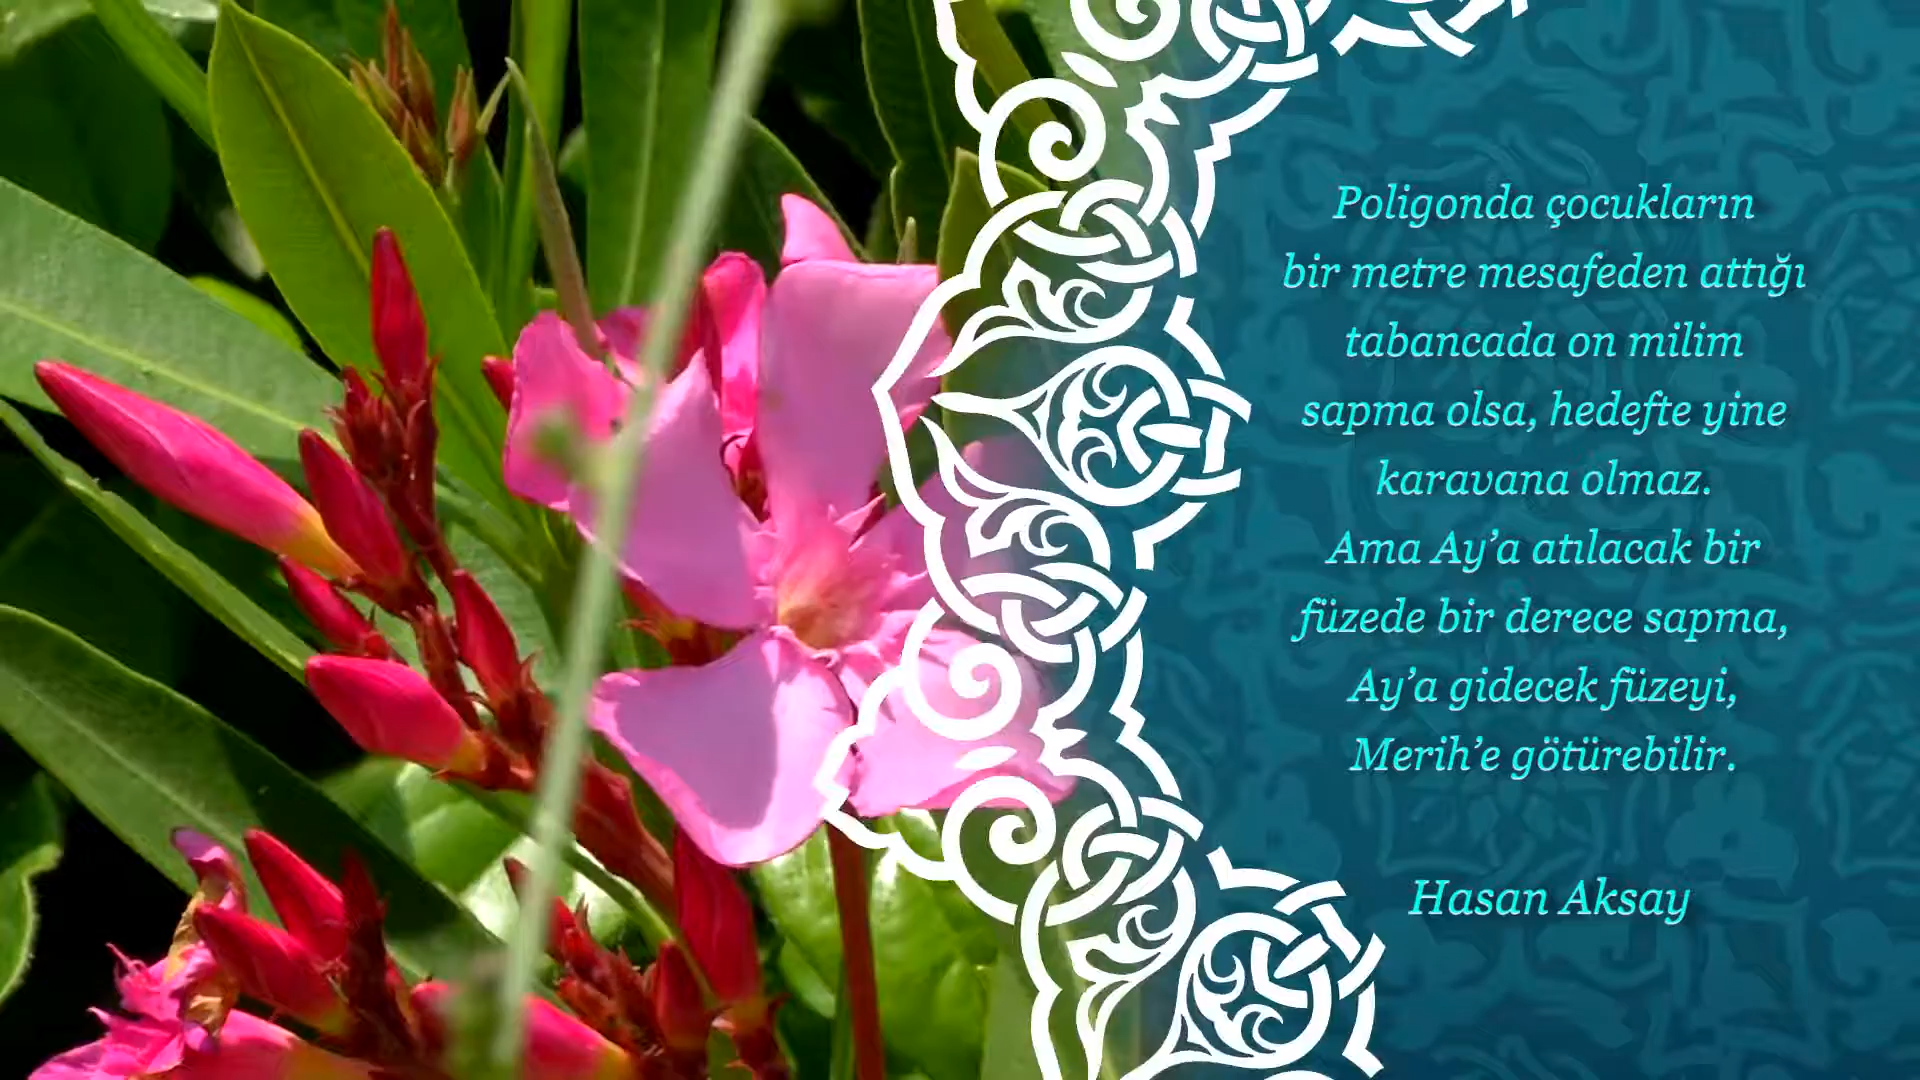 Poligonda çocukların
bir metre mesafeden attığı
tabancada on milim
sapma olsa, hedefte yine
karavana olmaz.
Ama Ay’a atılacak bir
füzede bir derece sapma,
Ay’a gidecek füzeyi,
Merih’e götürebilir.
Hasan Aksay